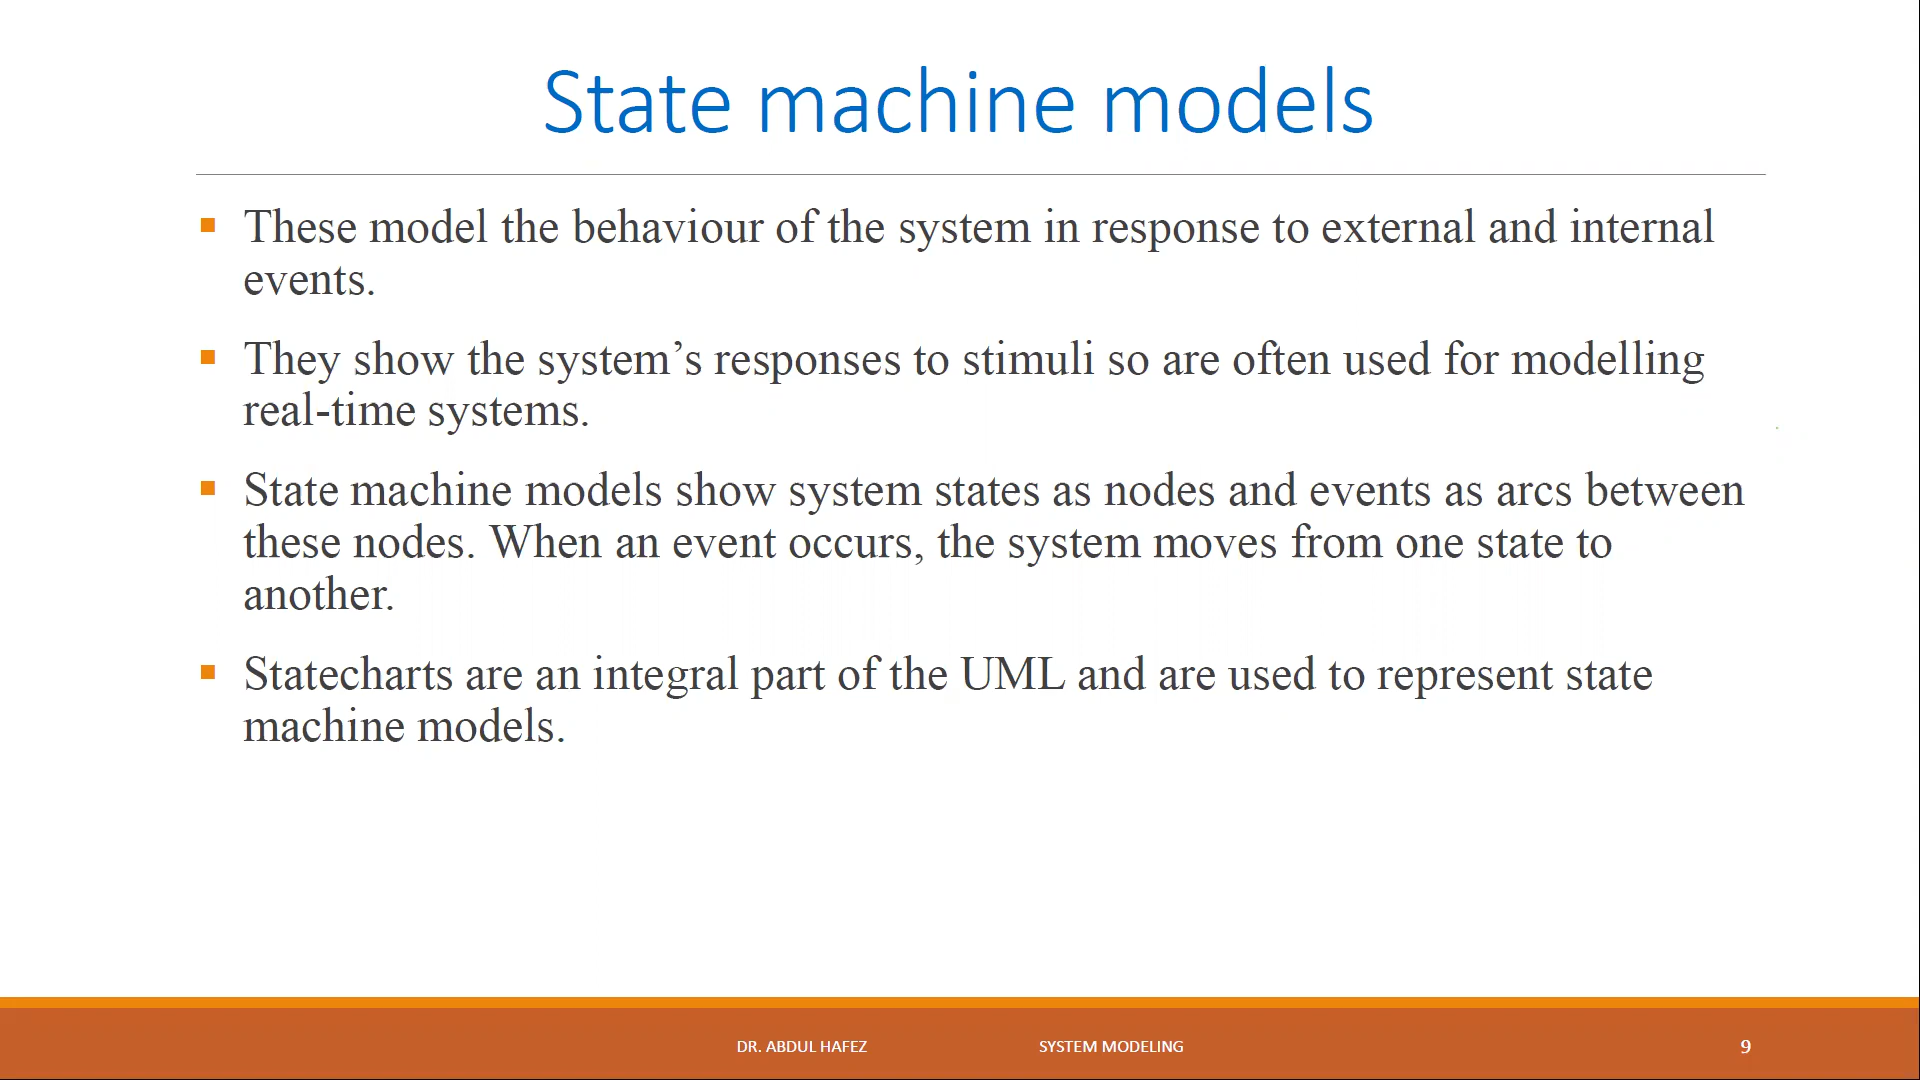 State machine models
These model the behaviour of the system in response to external and internal
events.
They show the system’s responses to stimuli so are often used for modelling
real-time systems.
State machine models show system states as nodes and events as arcs between
these nodes. When an event occurs, the system moves from one state to
another.
Statecharts are an integral part of the UML and are used to represent state
machine models.
DR. ABDUL HAFEZ SYSTEM MODELING 9